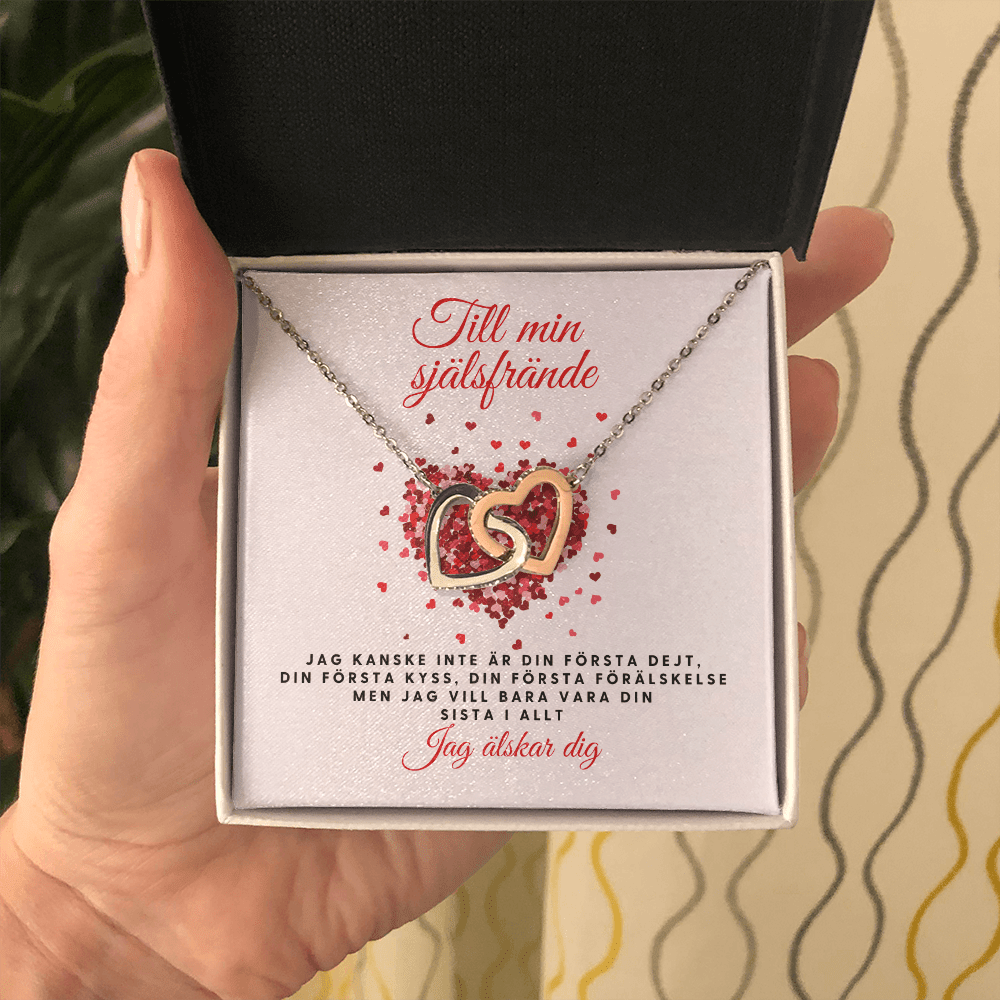 Till min
själsfrände
JAG KANSKE INTE ÄR DIN FÖRSTA DEJT,
DIN FÖRSTA KYSS, DIN FÖRSTA FÖRÄLSKELSE
MEN JAG VILL BARA VARA DIN
SISTA I ALLT
Jag älskar dig